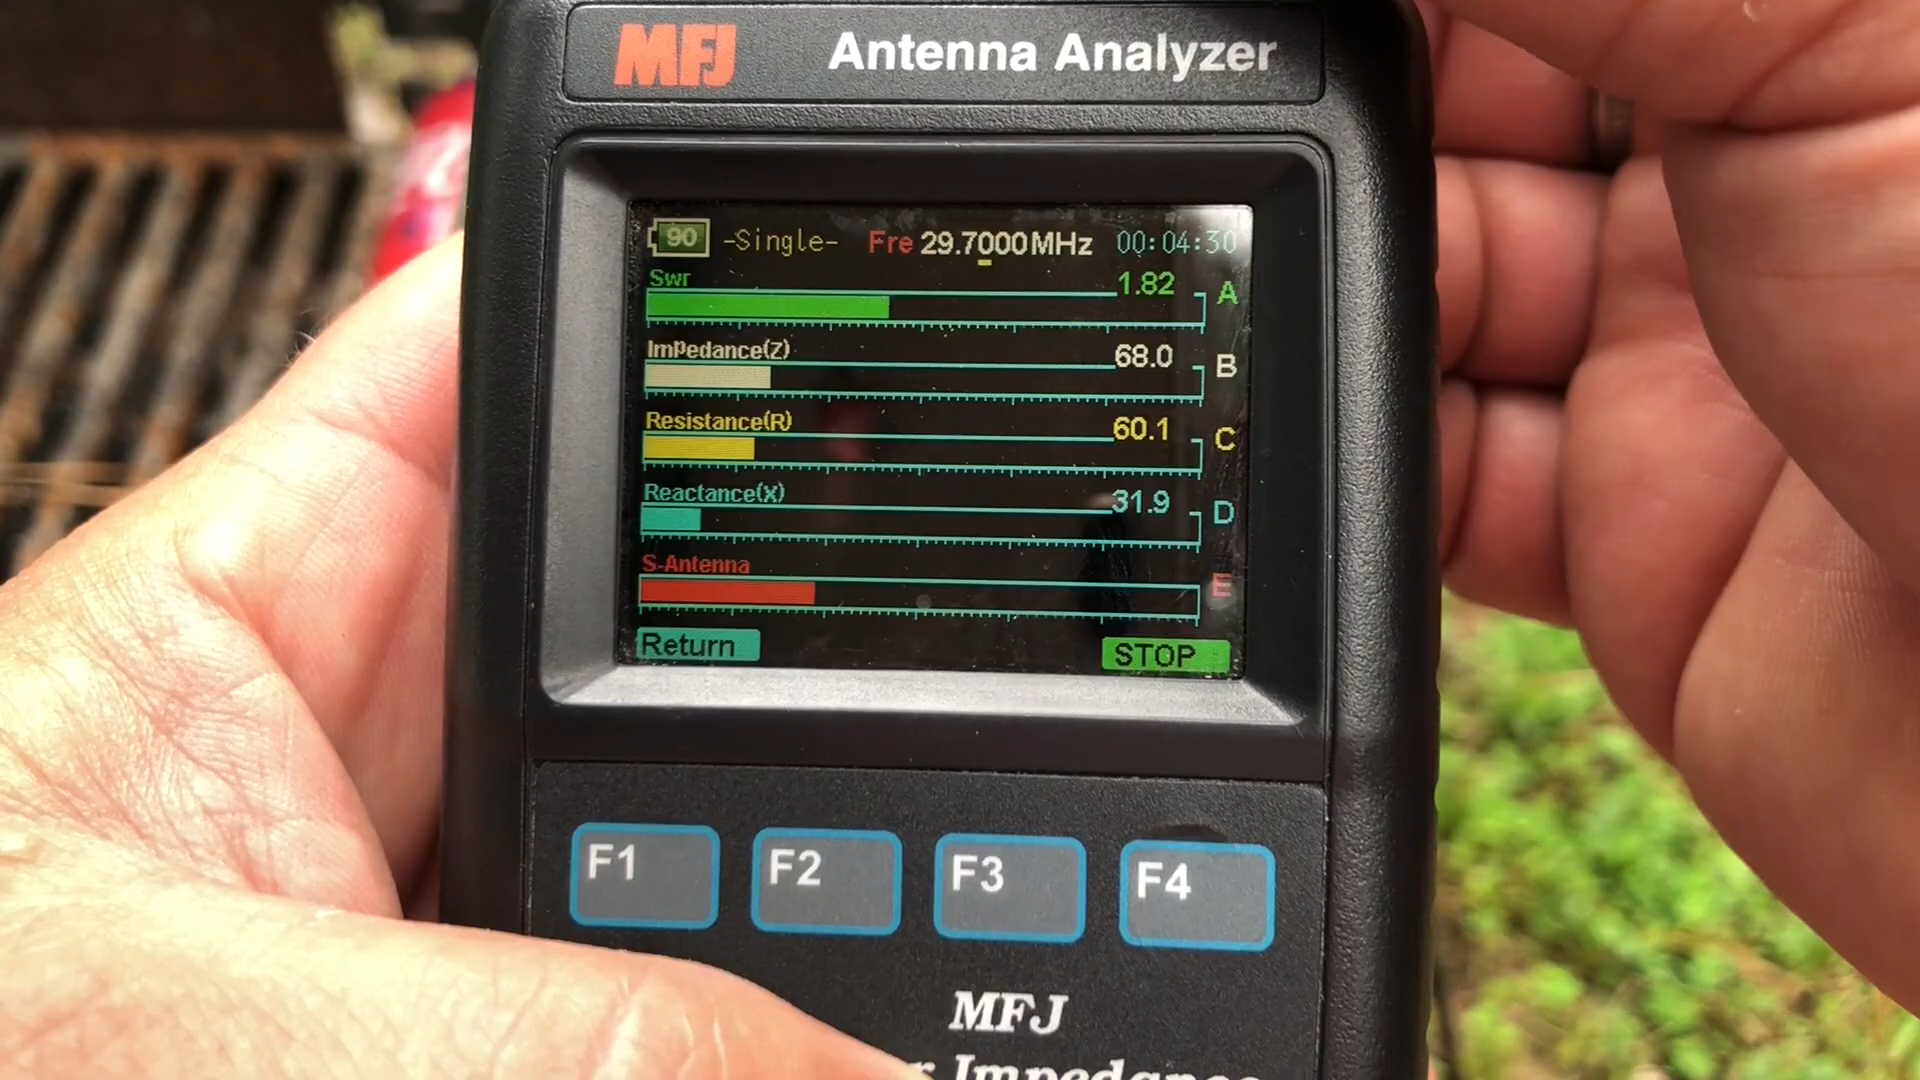 MFJ Antenna Analyzer
90 -Single- Fre 29.7000MHz 00:04:30
Swr 1.82 A
Impedance(Z) 68.0 B
Resistance(R) 60.1 C
Reactance(X) 31.9 D
S-Antenna E
Return STOP
F1 F2 F3 F4
MFJ
Impedance